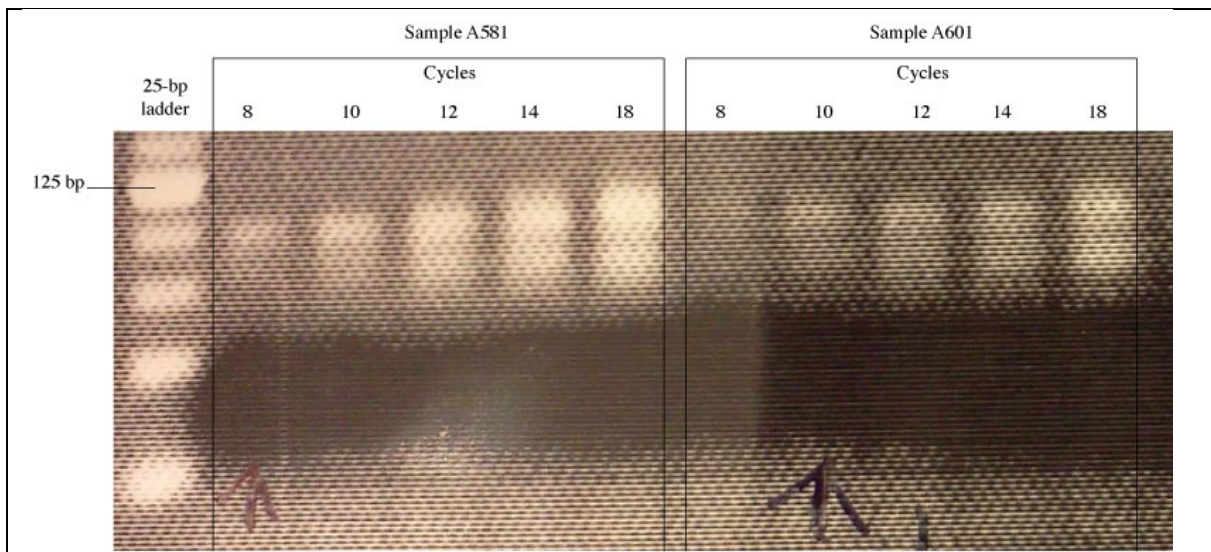 Sample A581
Sample A601
Cycles
Cycles
25-bp
ladder
8 10 12 14 18
8 10 12 14 18
125 bp